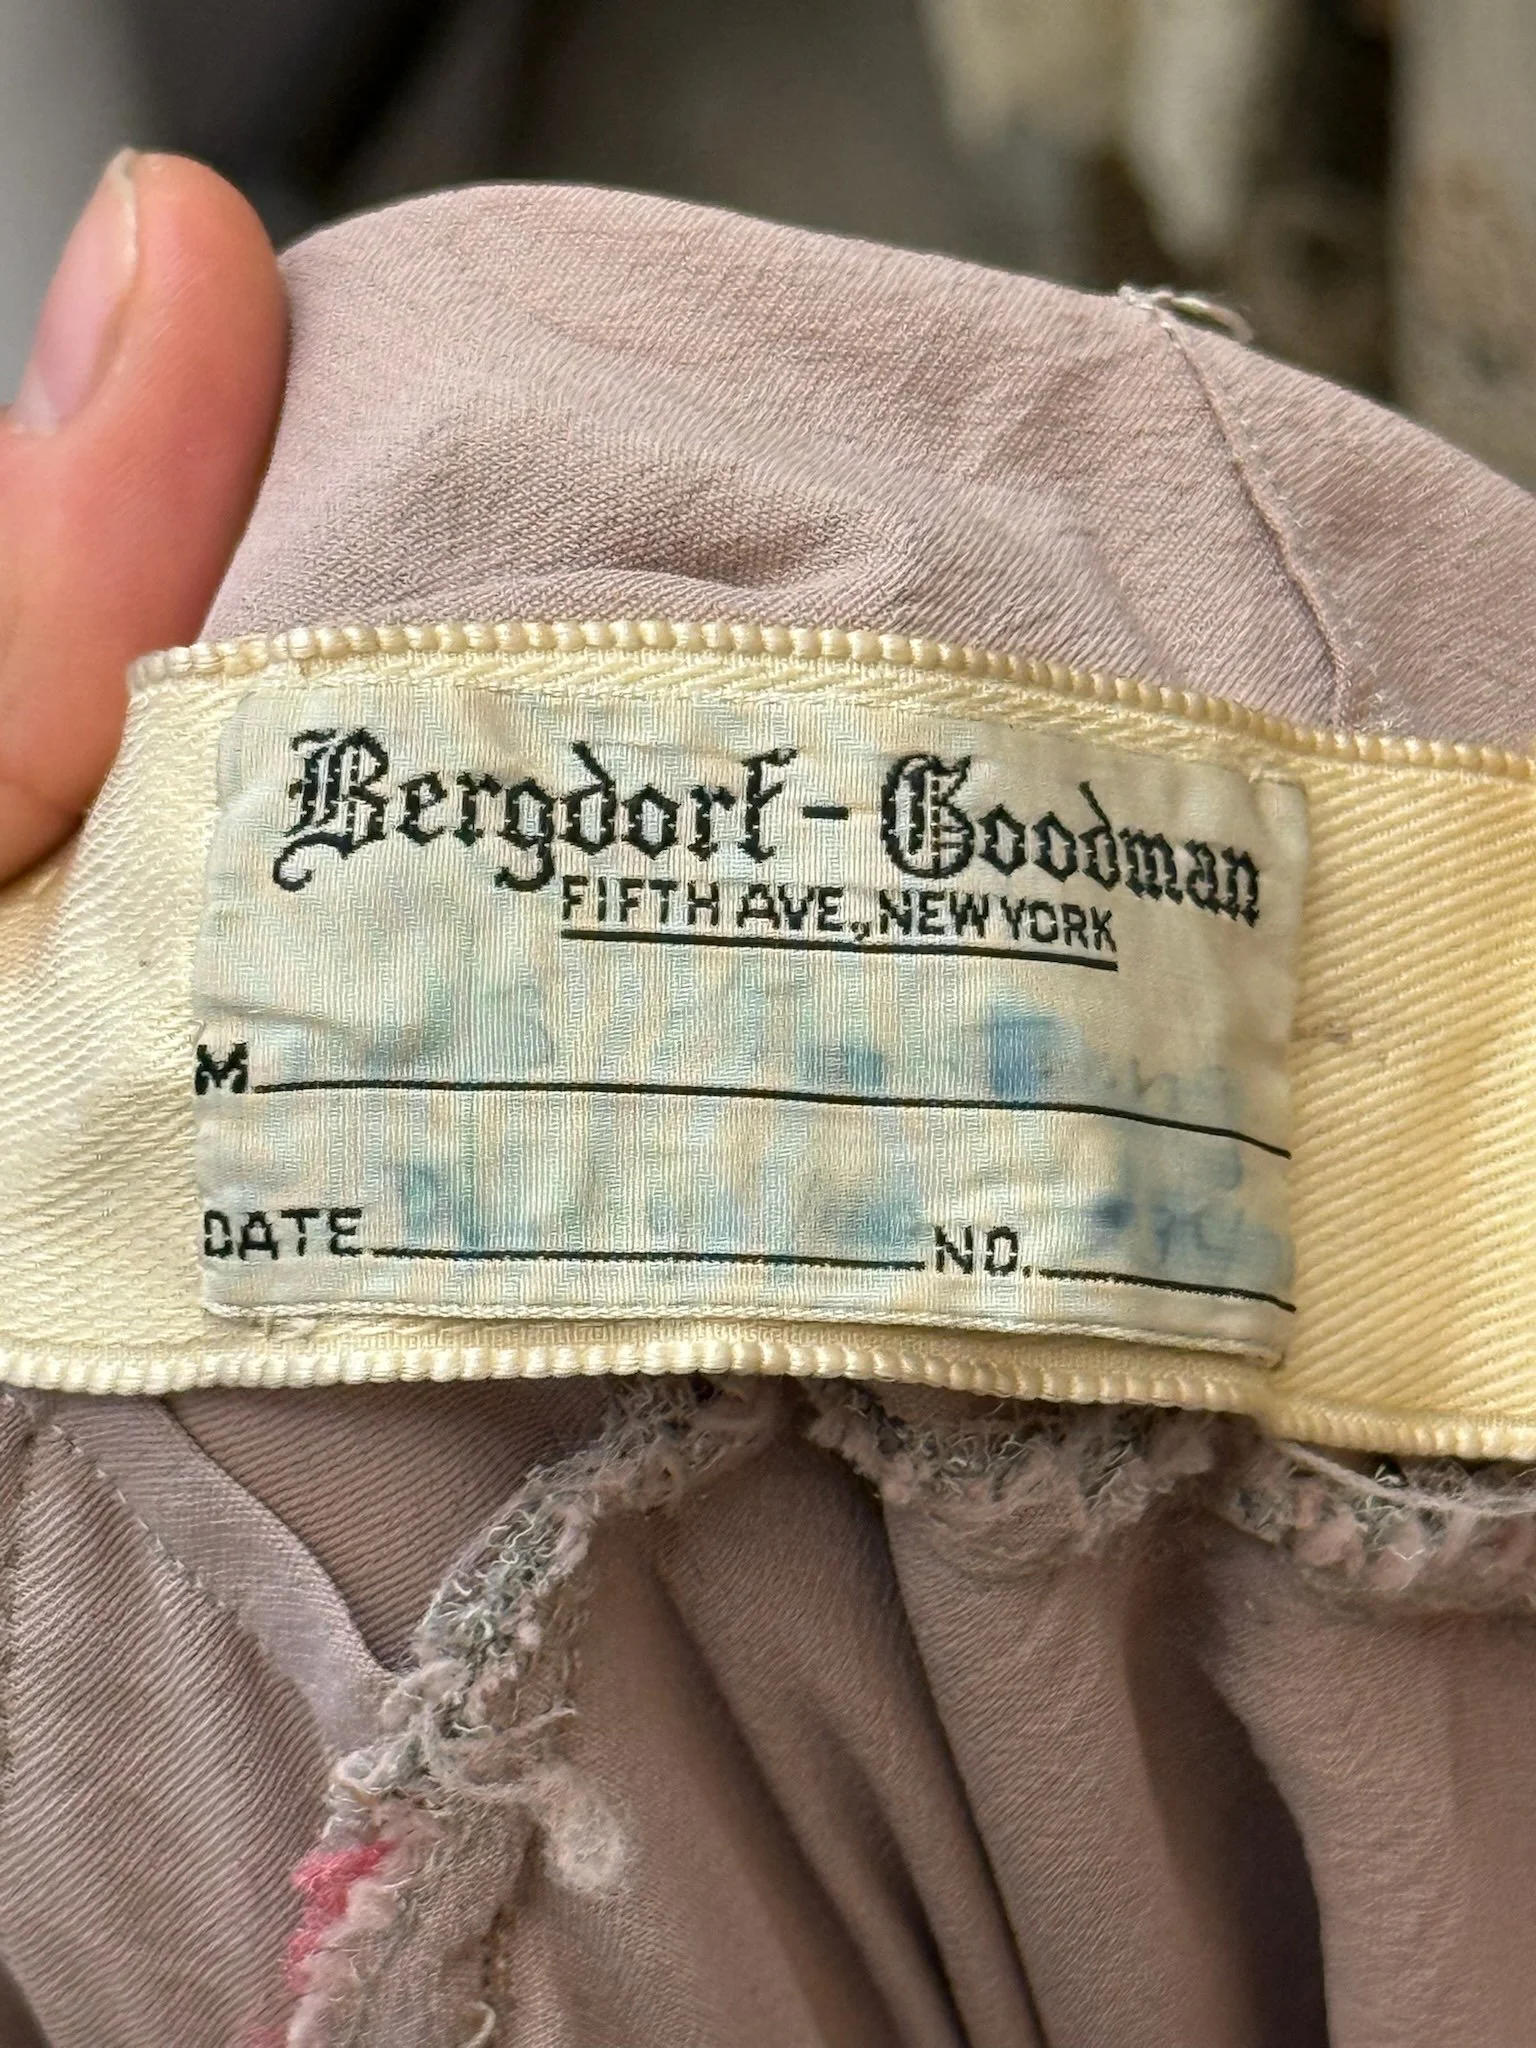 Bergdorf-Goodman
FIFTH AVE., NEW YORK
M
DATE NO.